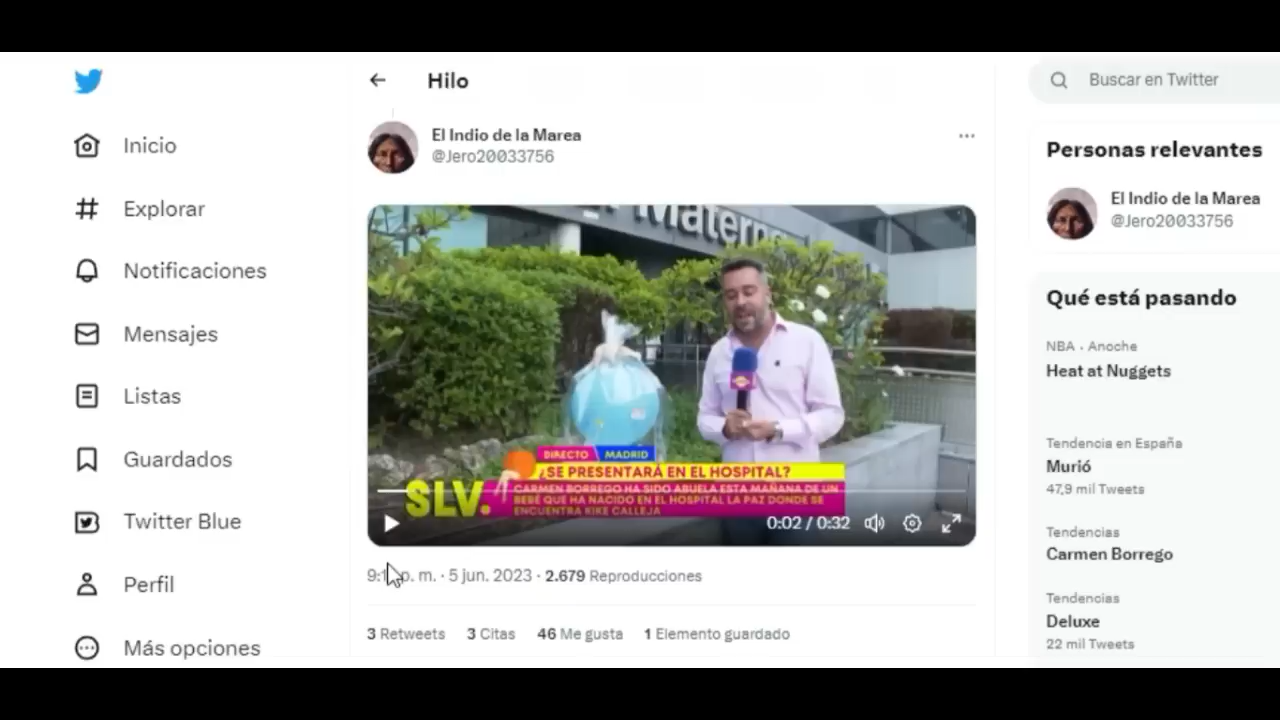 Inicio
Explorar
Notificaciones
Mensajes
Listas
Guardados
Twitter Blue
Perfil
Más opciones
Hilo
El Indio de la Marea
@Jero20033756
Matern
DIRECTO MADRID
¿SE PRESENTARÁ EN EL HOSPITAL?
SLV.
CARMEN BORREGO HA SIDO ABUELA ESTA MAÑANA DE UN
BEBÉ QUE HA NACIDO EN EL HOSPITAL LA PAZ DONDE SE
ENCUENTRA KIKE CALLEJA
0:02 / 0:32
p. m. · 5 jun. 2023 · 2.679 Reproducciones
3 Retweets 3 Citas 46 Me gusta 1 Elemento guardado
Buscar en Twitter
Personas relevantes
El Indio de la Marea
@Jero20033756
Qué está pasando
NBA · Anoche
Heat at Nuggets
Tendencia en España
Murió
47,9 mil Tweets
Tendencias
Carmen Borrego
Tendencias
Deluxe
22 mil Tweets